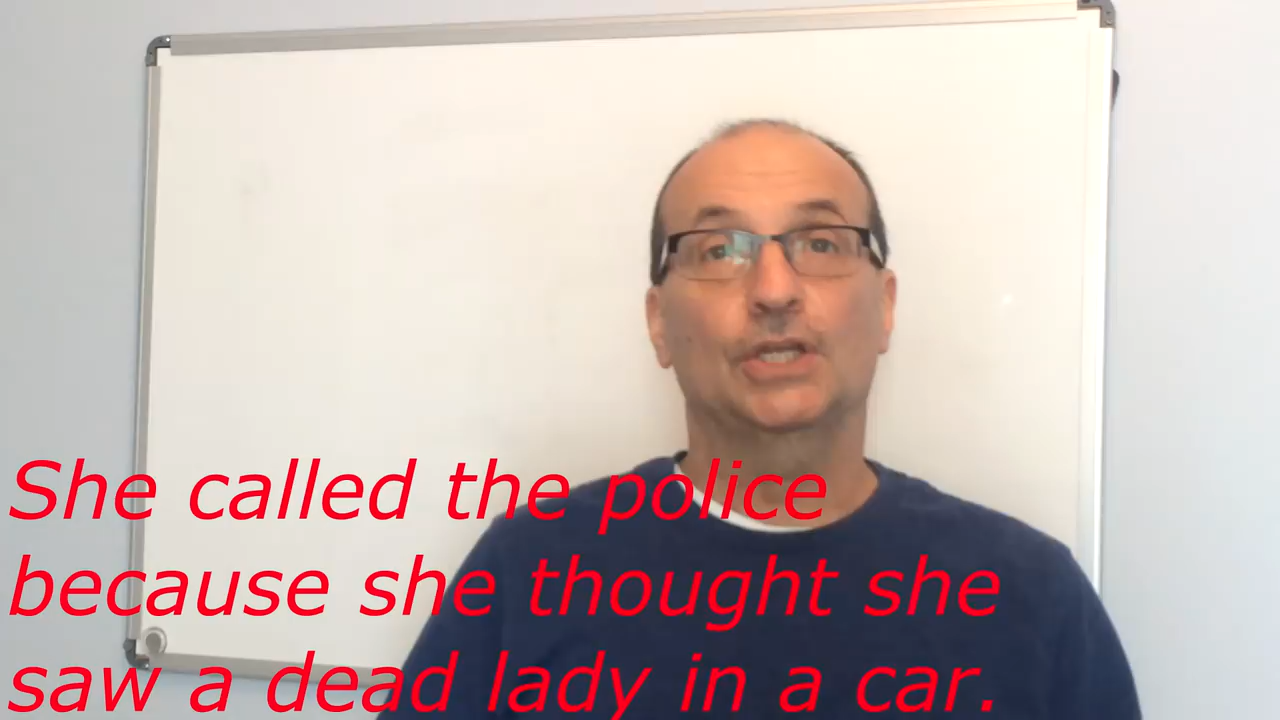 She called the police
because she thought she
saw a dead lady in a car.